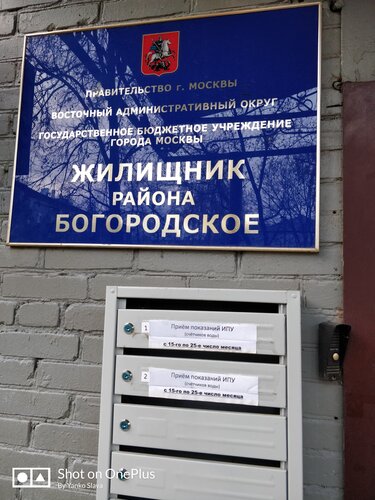 ПРАВИТЕЛЬСТВО г. МОСКВЫ
ВОСТОЧНЫЙ АДМИНИСТРАТИВНЫЙ ОКРУГ
ГОСУДАРСТВЕННОЕ БЮДЖЕТНОЕ УЧРЕЖДЕНИЕ
ГОРОДА МОСКВЫ
ЖИЛИЩНИК
РАЙОНА
БОГОРОДСКОЕ
1
Приём показаний ИПУ
(счётчиков воды)
с 15-го по 25-е число месяца
2
Приём показаний ИПУ
(счётчиков воды)
с 15-го по 25-е число месяца
Shot on OnePlus
By Yanko Slava